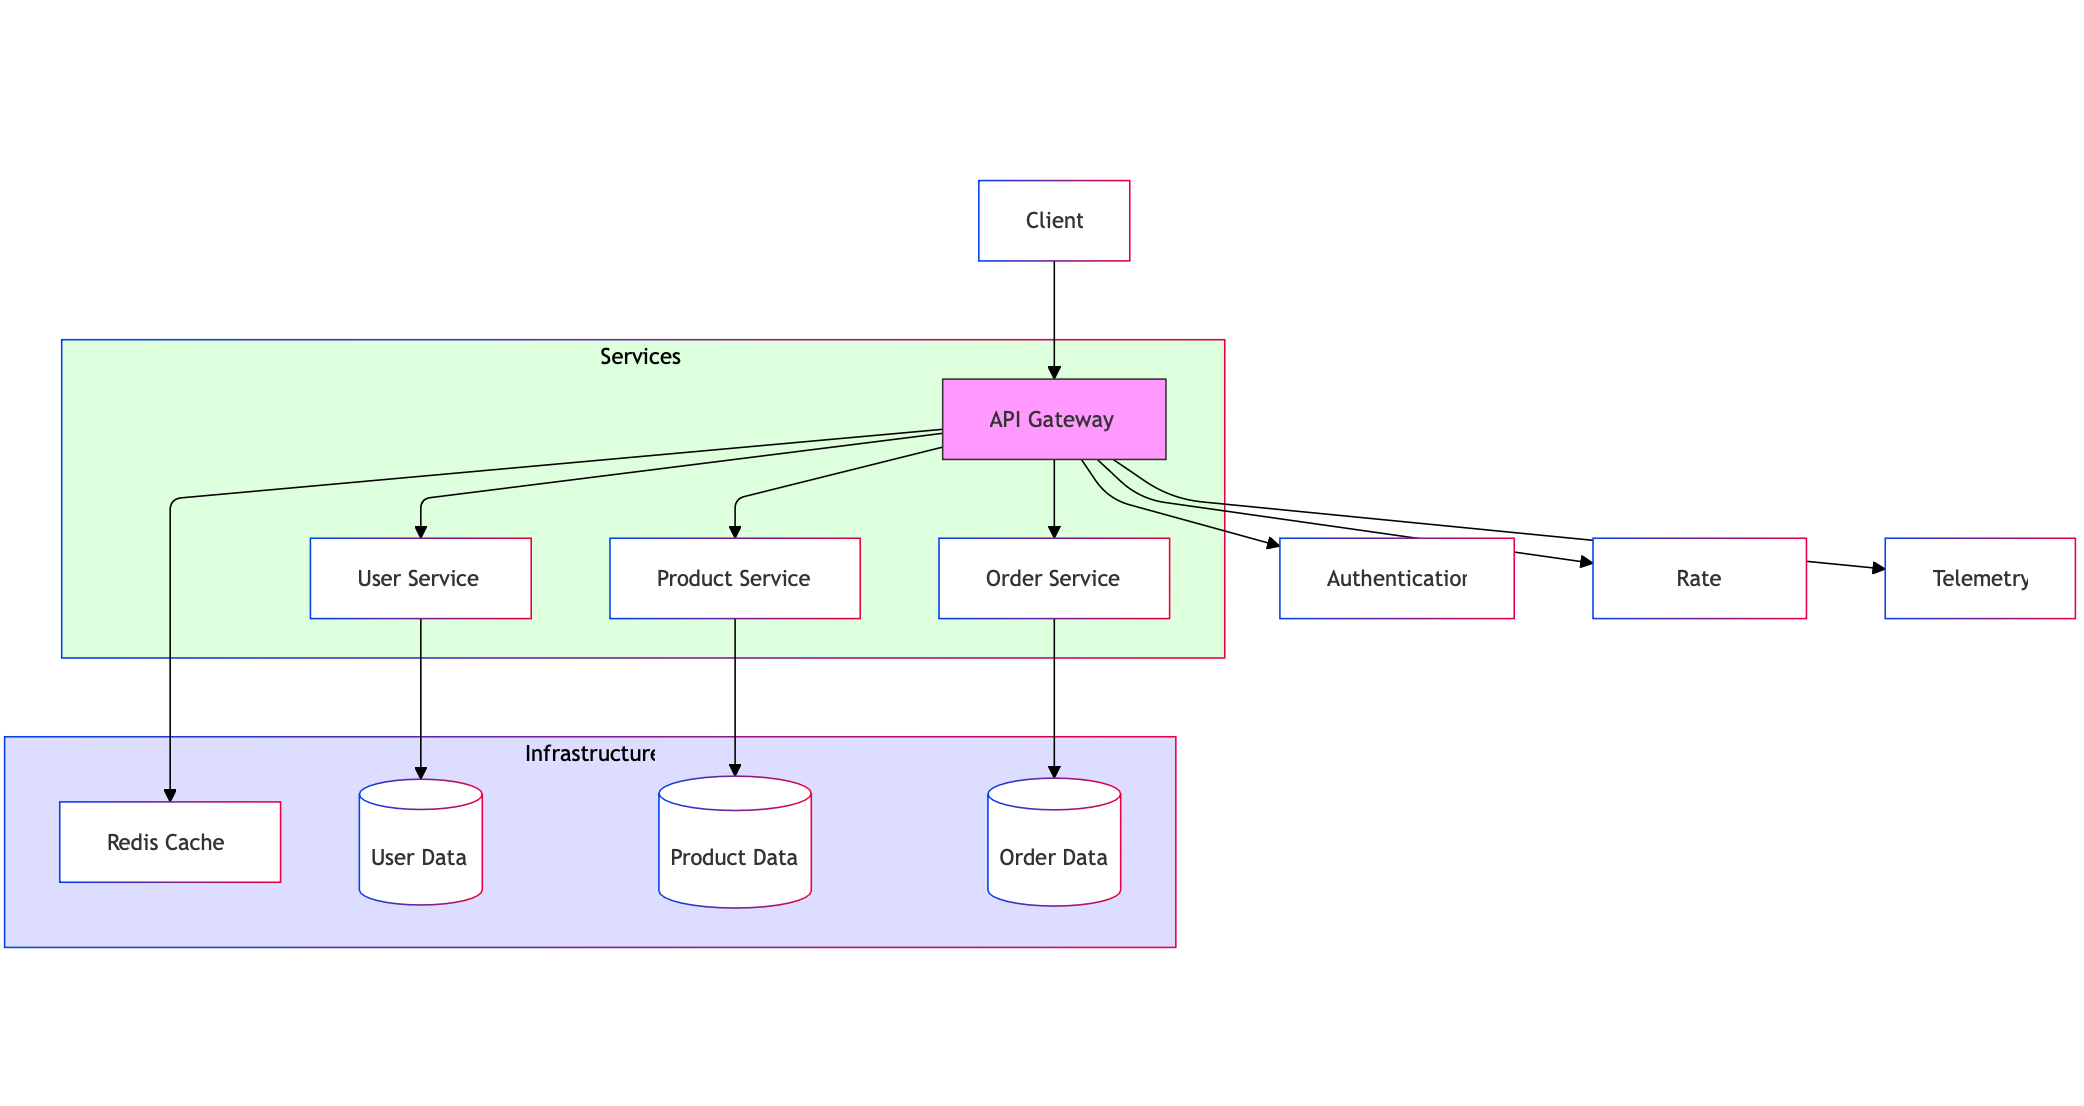 Client
Services
API Gateway
User Service
Product Service
Order Service
Authentication
Rate
Telemetry
Infrastructure
Redis Cache
User Data
Product Data
Order Data